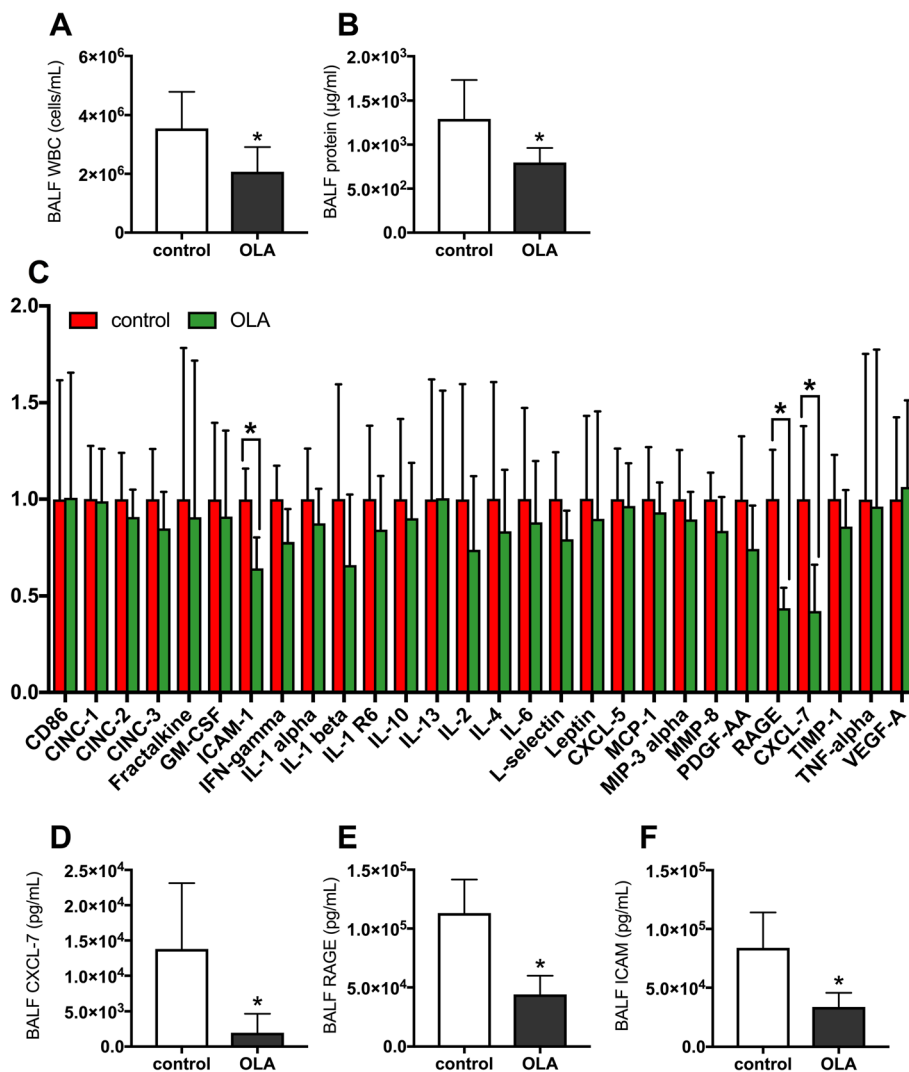 A
BALF WBC (cells/mL)
6×10⁶
4×10⁶
2×10⁶
0
control
OLA
*
B
BALF protein (µg/ml)
2.0×10³
1.5×10³
1.0×10³
5.0×10²
0.0
control
OLA
*
C
control
OLA
2.0
1.5
1.0
0.5
0.0
*
*
*
CD86
CINC-1
CINC-2
CINC-3
Fractalkine
GM-CSF
ICAM-1
IFN-gamma
IL-1 alpha
IL-1 beta
IL-1 R6
IL-10
IL-13
IL-2
IL-4
IL-6
L-selectin
Leptin
CXCL-5
MCP-1
MIP-3 alpha
MMP-8
PDGF-AA
RAGE
CXCL-7
TIMP-1
TNF-alpha
VEGF-A
D
BALF CXCL-7 (pg/mL)
2.5×10⁴
2.0×10⁴
1.5×10⁴
1.0×10⁴
5.0×10³
0.0
control
OLA
*
E
BALF RAGE (pg/mL)
1.5×10⁵
1.0×10⁵
5.0×10⁴
0.0
control
OLA
*
F
BALF ICAM (pg/mL)
1.5×10⁵
1.0×10⁵
5.0×10⁴
0.0
control
OLA
*